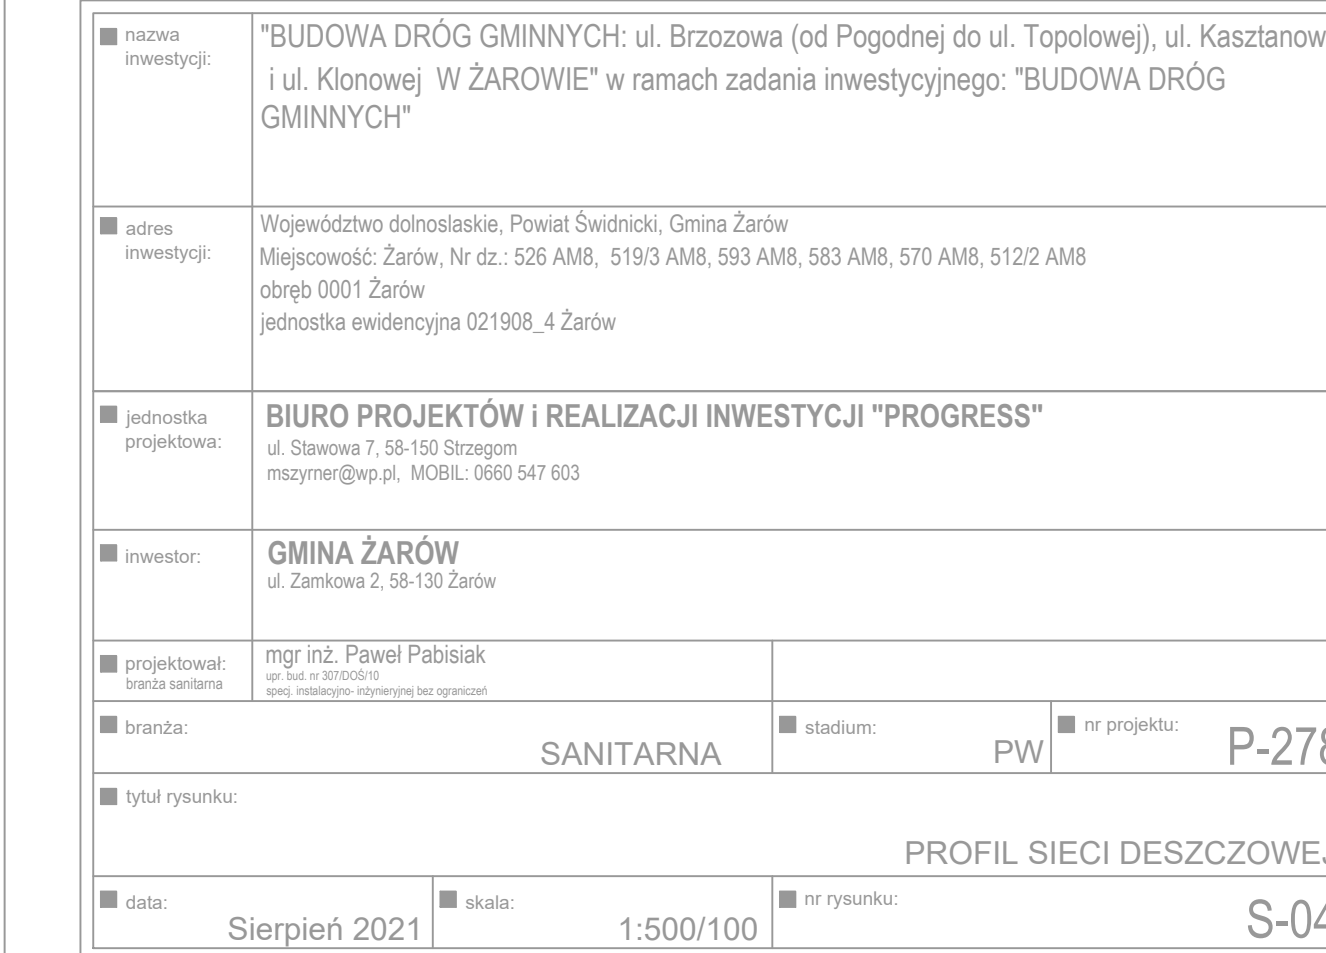 nazwa inwestycji:
"BUDOWA DRÓG GMINNYCH: ul. Brzozowa (od Pogodnej do ul. Topolowej), ul. Kasztanow
i ul. Klonowej W ŻAROWIE" w ramach zadania inwestycyjnego: "BUDOWA DRÓG
GMINNYCH"
adres inwestycji:
Województwo dolnoslaskie, Powiat Świdnicki, Gmina Żarów
Miejscowość: Żarów, Nr dz.: 526 AM8, 519/3 AM8, 593 AM8, 583 AM8, 570 AM8, 512/2 AM8
obręb 0001 Żarów
jednostka ewidencyjna 021908_4 Żarów
jednostka projektowa:
BIURO PROJEKTÓW i REALIZACJI INWESTYCJI "PROGRESS"
ul. Stawowa 7, 58-150 Strzegom
mszyrner@wp.pl, MOBIL: 0660 547 603
inwestor:
GMINA ŻARÓW
ul. Zamkowa 2, 58-130 Żarów
projektował:
branża sanitarna
mgr inż. Paweł Pabisiak
upr. bud. nr 307/DOŚ/10
specj. instalacyjno- inżynieryjnej bez ograniczeń
branża:
SANITARNA
stadium:
PW
nr projektu:
P-278
tytuł rysunku:
PROFIL SIECI DESZCZOWEJ
data:
Sierpień 2021
skala:
1:500/100
nr rysunku:
S-04